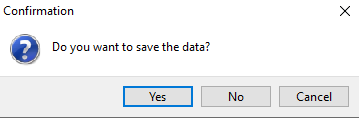 Confirmation
Do you want to save the data?
Yes No Cancel